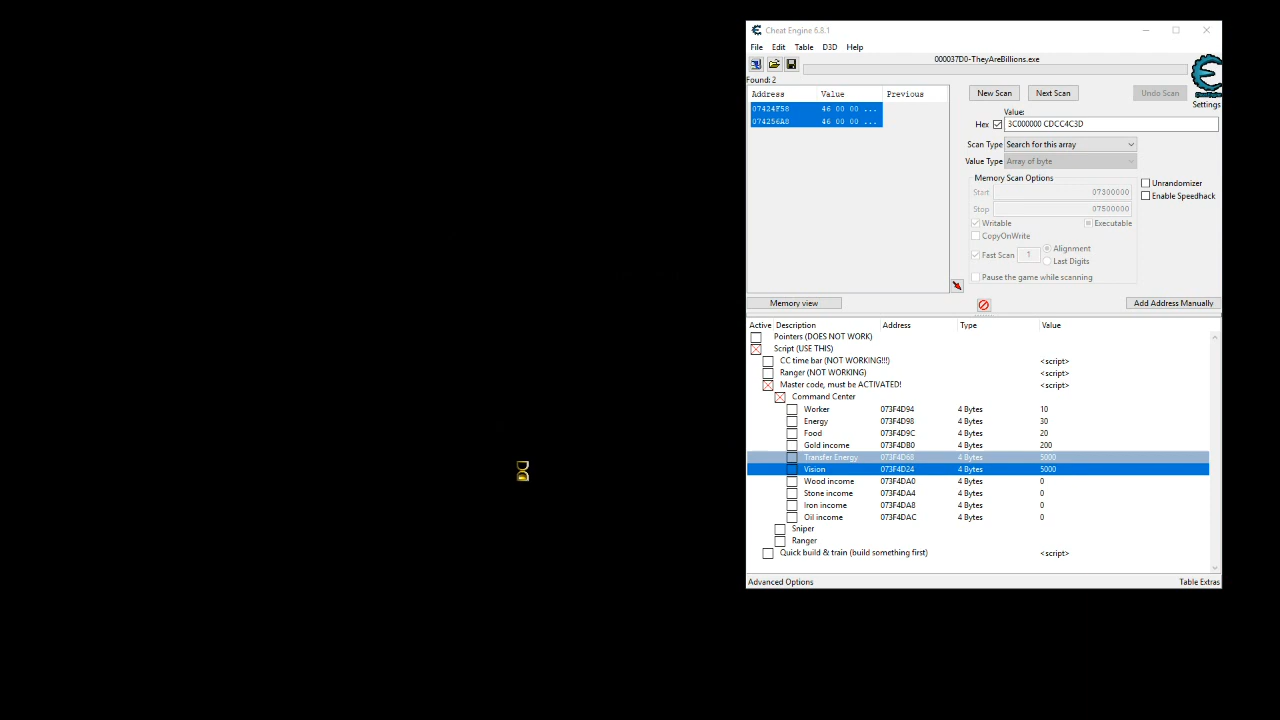 Cheat Engine 6.8.1
File Edit Table D3D Help
000037D0-TheyAreBillions.exe
Found: 2
Address Value Previous
07424F58 46 00 00 ...
074256A8 46 00 00 ...
New Scan Next Scan Undo Scan
Settings
Value:
Hex 3C000000 CDCC4C3D
Scan Type Search for this array
Value Type Array of byte
Memory Scan Options
Start 07300000
Stop 07500000
Writable Executable
CopyOnWrite
Fast Scan 1 Alignment
Last Digits
Pause the game while scanning
Unrandomizer
Enable Speedhack
Memory view Add Address Manually
Active Description Address Type Value
Pointers (DOES NOT WORK)
Script (USE THIS)
CC time bar (NOT WORKING!!!) <script>
Ranger (NOT WORKING) <script>
Master code, must be ACTIVATED! <script>
Command Center
Worker 073F4D94 4 Bytes 10
Energy 073F4D98 4 Bytes 30
Food 073F4D9C 4 Bytes 20
Gold income 073F4DB0 4 Bytes 200
Transfer Energy 073F4D68 4 Bytes 5000
Vision 073F4D24 4 Bytes 5000
Wood income 073F4DA0 4 Bytes 0
Stone income 073F4DA4 4 Bytes 0
Iron income 073F4DA8 4 Bytes 0
Oil income 073F4DAC 4 Bytes 0
Sniper
Ranger
Quick build & train (build something first) <script>
Advanced Options Table Extras